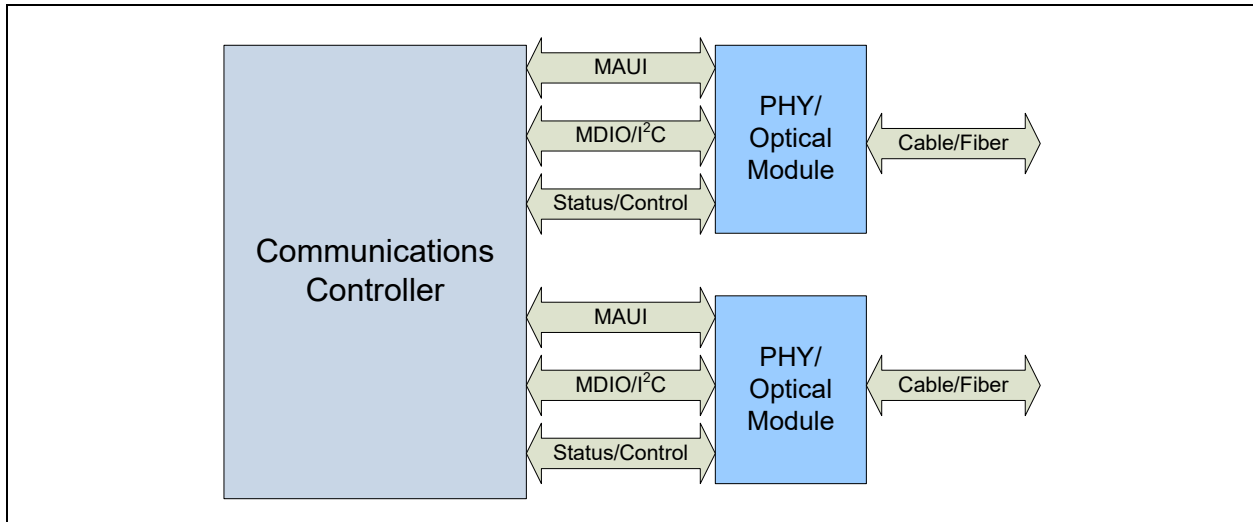 Communications
Controller
MAUI
MDIO/I²C
Status/Control
PHY/
Optical
Module
Cable/Fiber
MAUI
MDIO/I²C
Status/Control
PHY/
Optical
Module
Cable/Fiber